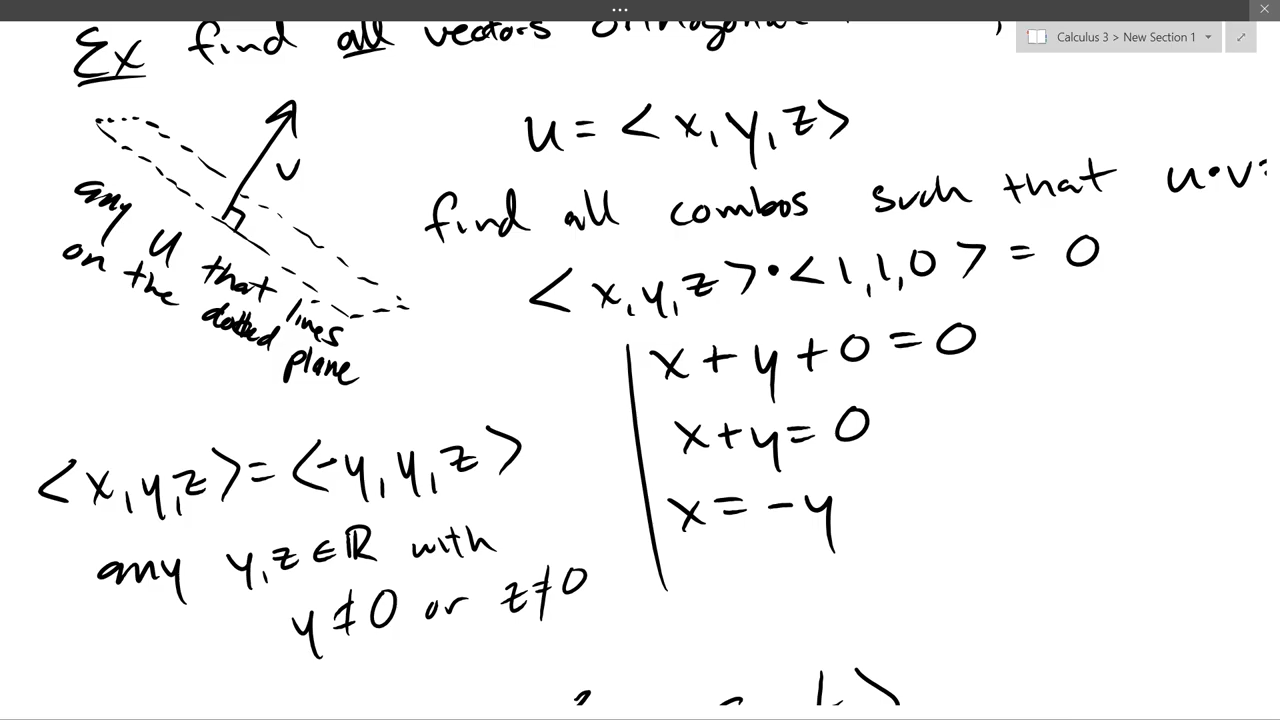 ...
Calculus 3 > New Section 1
Ex find all vectors orthogonal
v
any u that lines
on the dotted
plane
u = <x, y, z>
find all combos such that u·v=
<x, y, z>·<1, 1, 0> = 0
x + y + 0 = 0
x+y= 0
x = -y
<x, y, z>=<-y, y, z>
any y, z ∈ ℝ with
y ≠ 0 or z≠0